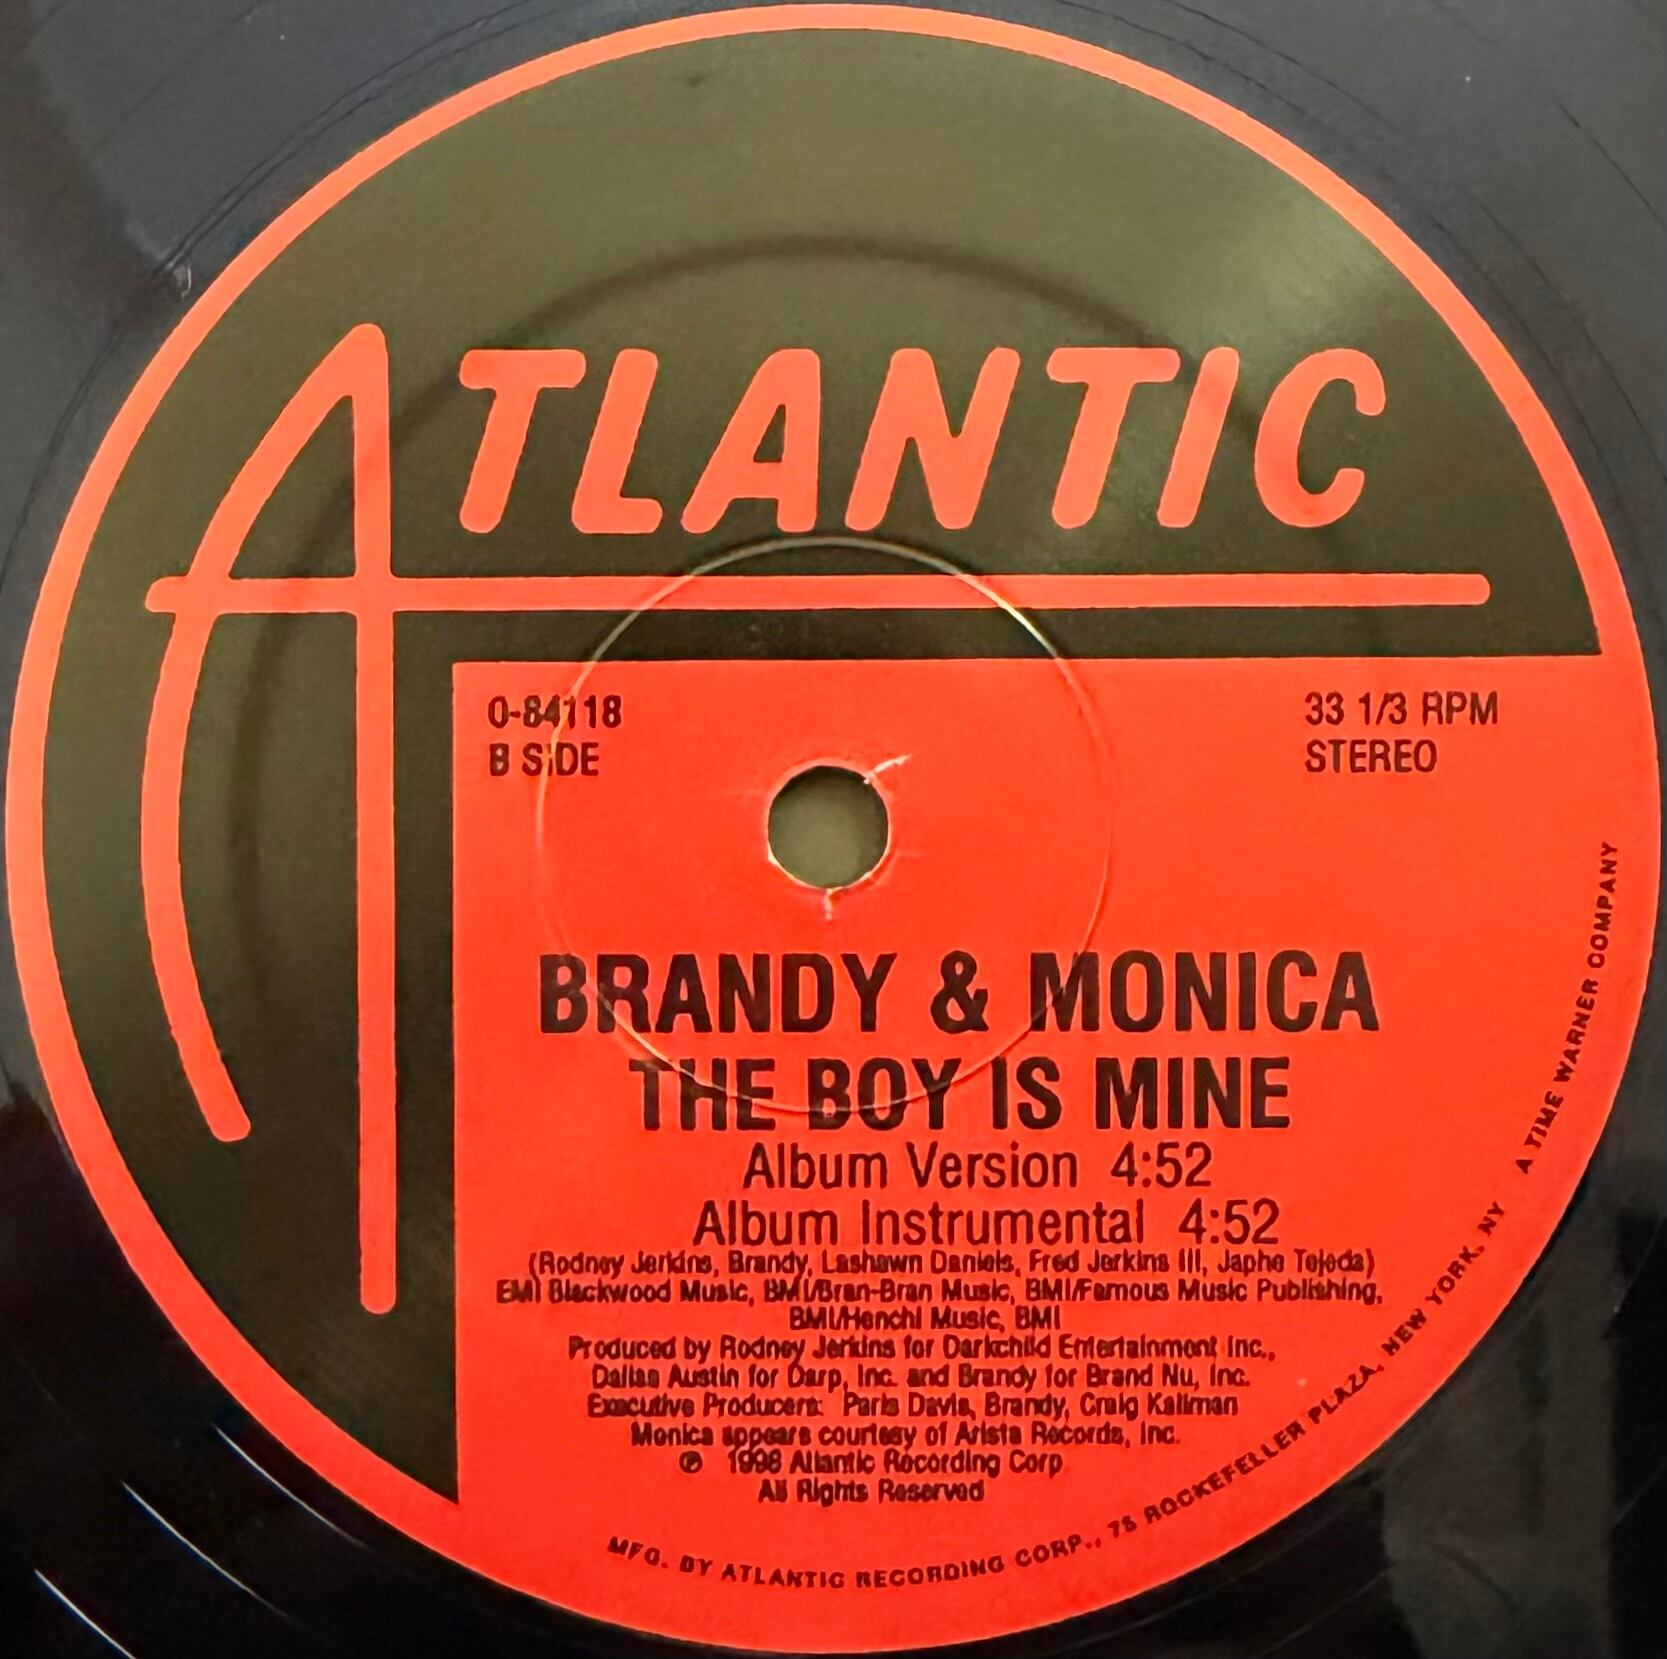 ATLANTIC
0-84118
B SIDE
33 1/3 RPM
STEREO
BRANDY & MONICA
THE BOY IS MINE
Album Version 4:52
Album Instrumental 4:52
(Rodney Jerkins, Brandy, Lashawn Daniels, Fred Jerkins III, Japhe Tejeda)
EMI Blackwood Music, BMI/Bran-Bran Music, BMI/Famous Music Publishing,
BMI/Henchi Music, BMI
Produced by Rodney Jerkins for Darkchild Entertainment Inc.,
Dallas Austin for Darp, Inc. and Brandy for Brand Nu, Inc.
Executive Producers: Paris Davis, Brandy, Craig Kallman
Monica appears courtesy of Arista Records, Inc.
℗ 1998 Atlantic Recording Corp
All Rights Reserved
MFG. BY ATLANTIC RECORDING CORP., 75 ROCKEFELLER PLAZA, NEW YORK, NY A TIME WARNER COMPANY